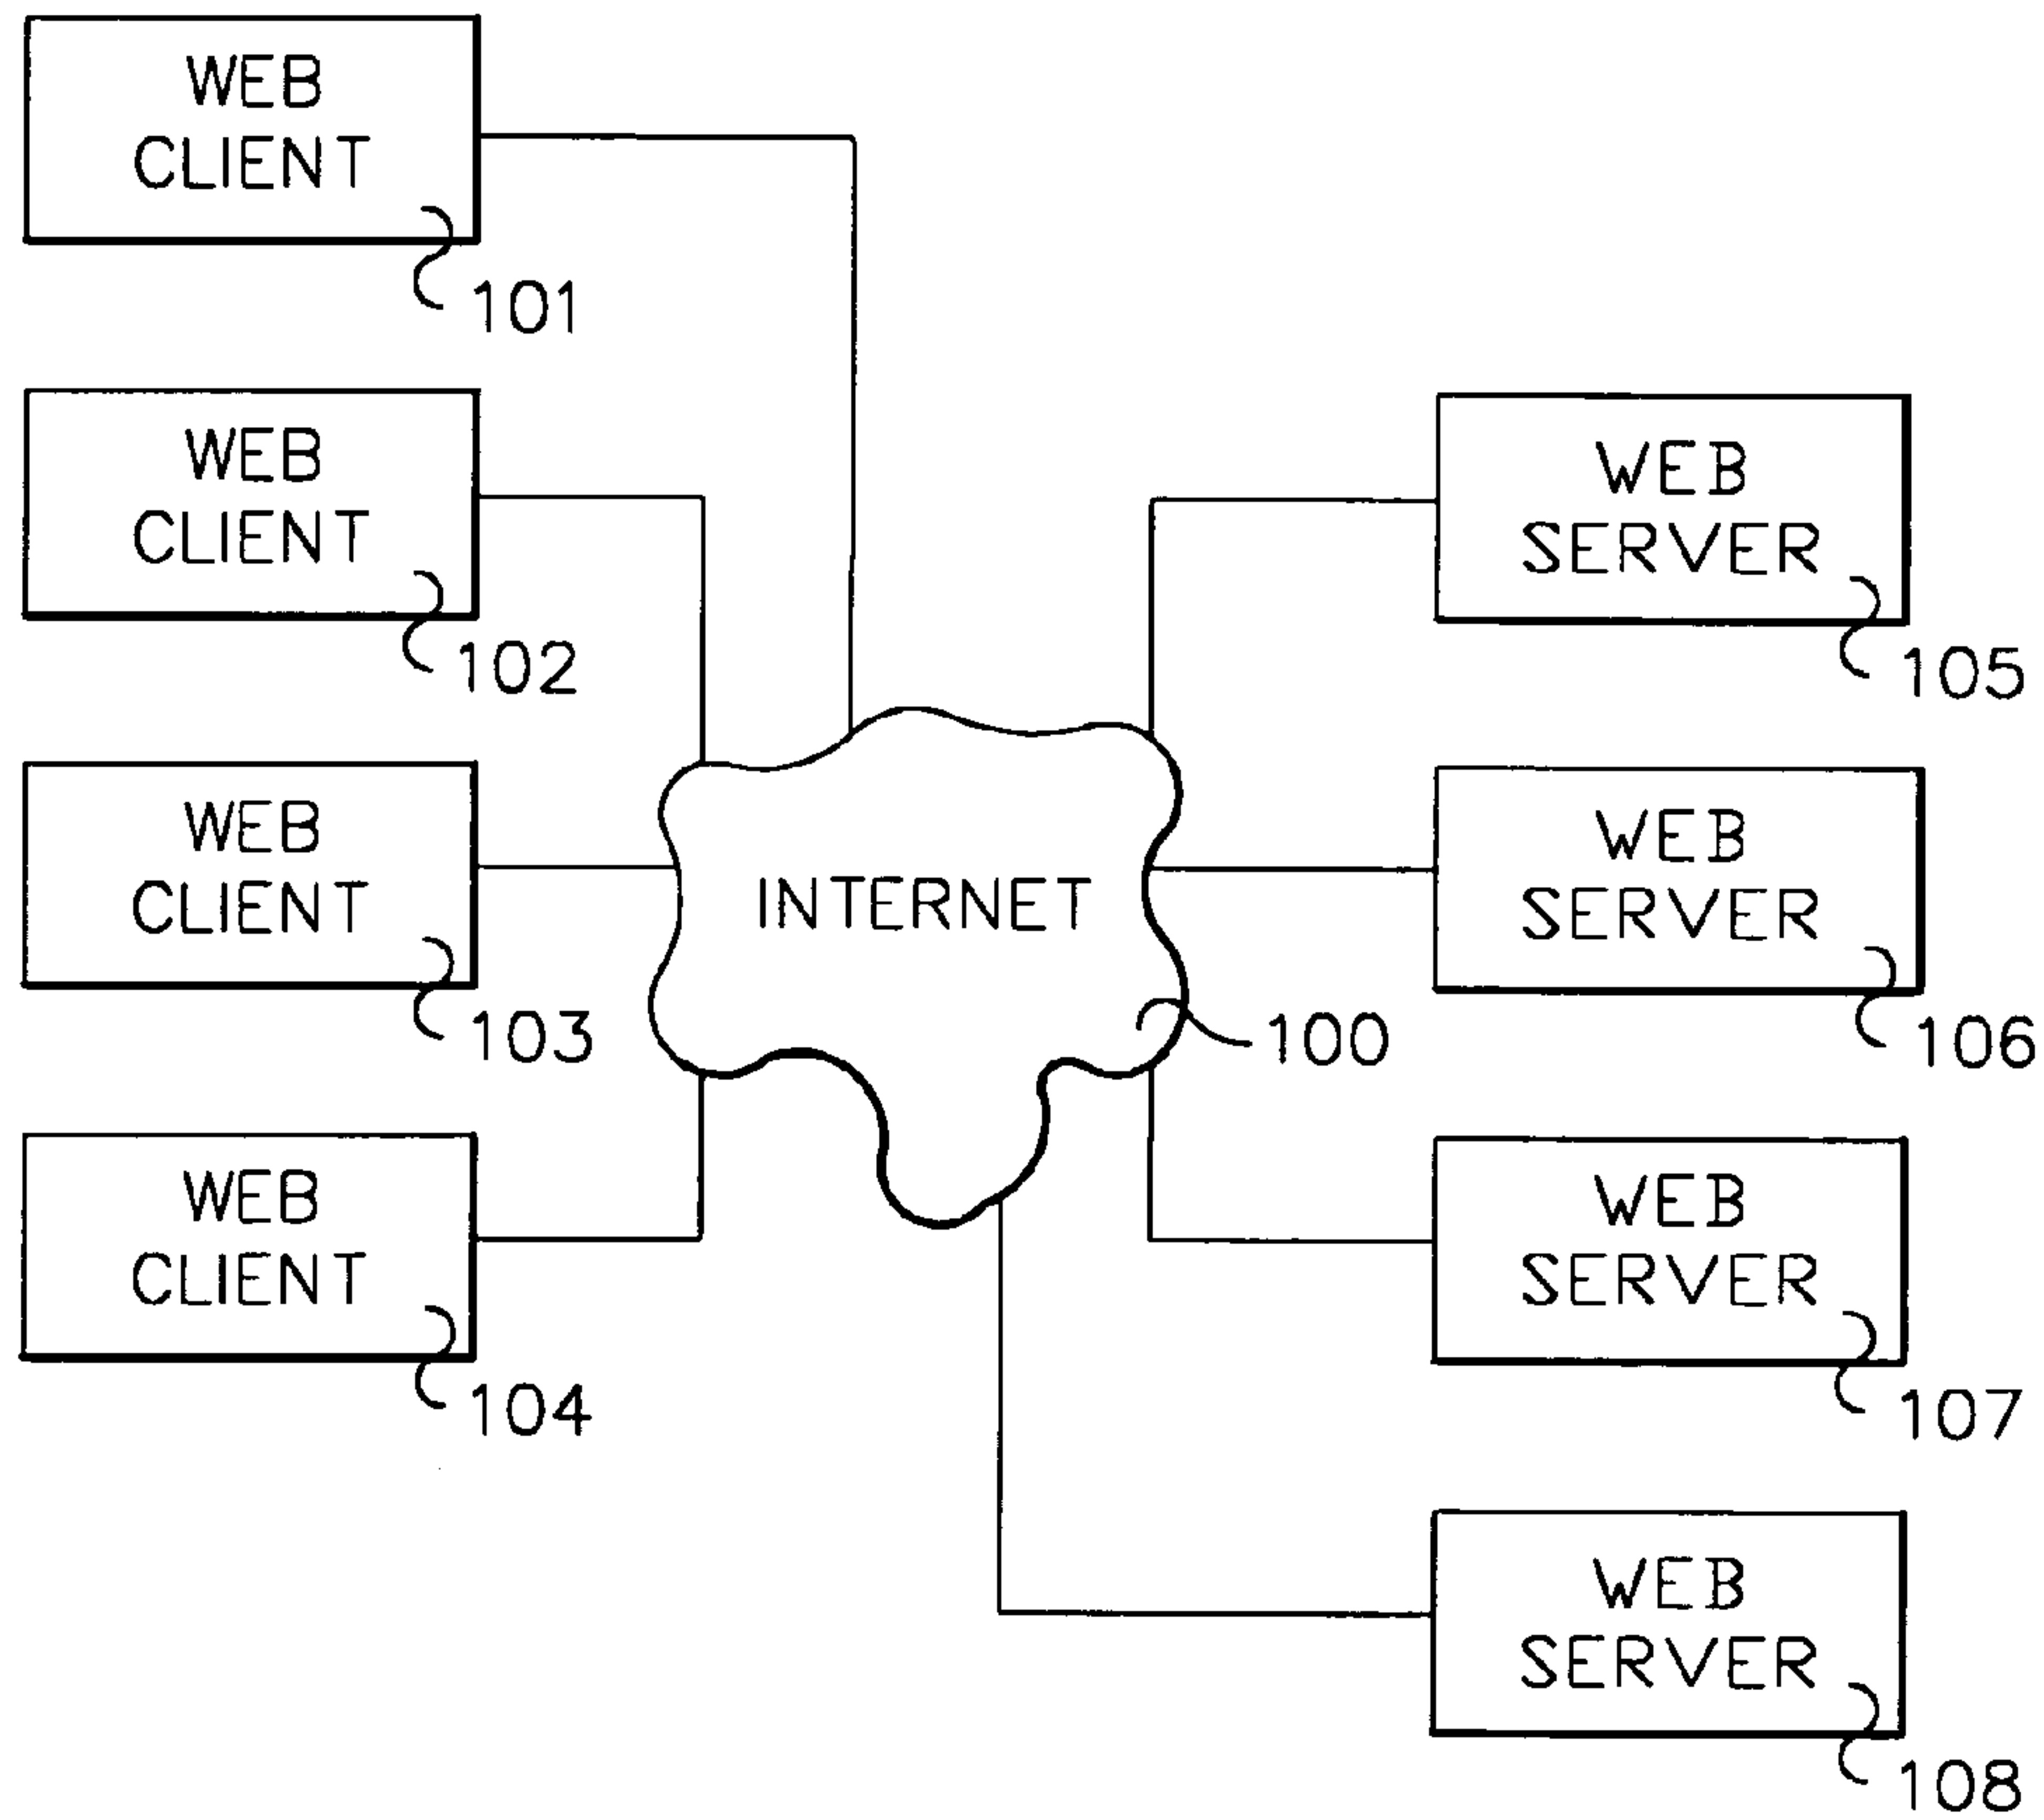 WEB
CLIENT
101
WEB
CLIENT
102
WEB
CLIENT
103
WEB
CLIENT
104
INTERNET
100
WEB
SERVER
105
WEB
SERVER
106
WEB
SERVER
107
WEB
SERVER
108